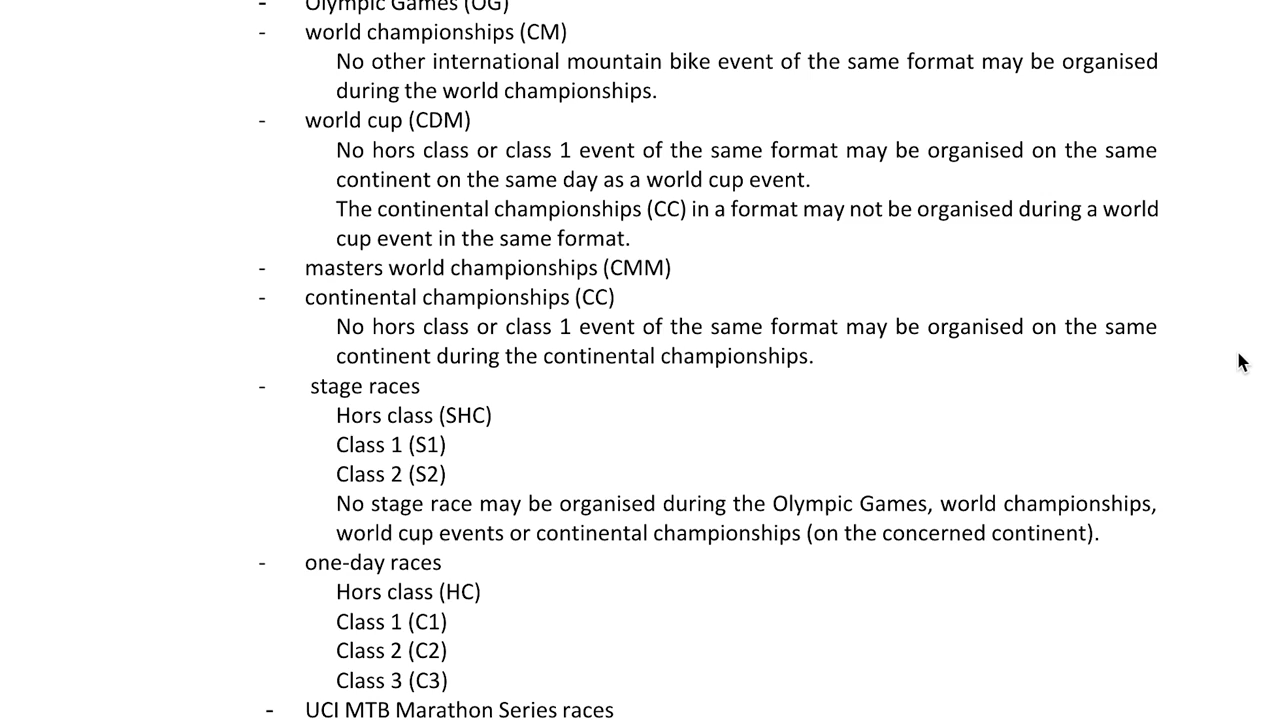 - Olympic Games (OG)
- world championships (CM)
No other international mountain bike event of the same format may be organised
during the world championships.
- world cup (CDM)
No hors class or class 1 event of the same format may be organised on the same
continent on the same day as a world cup event.
The continental championships (CC) in a format may not be organised during a world
cup event in the same format.
- masters world championships (CMM)
- continental championships (CC)
No hors class or class 1 event of the same format may be organised on the same
continent during the continental championships.
- stage races
Hors class (SHC)
Class 1 (S1)
Class 2 (S2)
No stage race may be organised during the Olympic Games, world championships,
world cup events or continental championships (on the concerned continent).
- one-day races
Hors class (HC)
Class 1 (C1)
Class 2 (C2)
Class 3 (C3)
- UCI MTB Marathon Series races